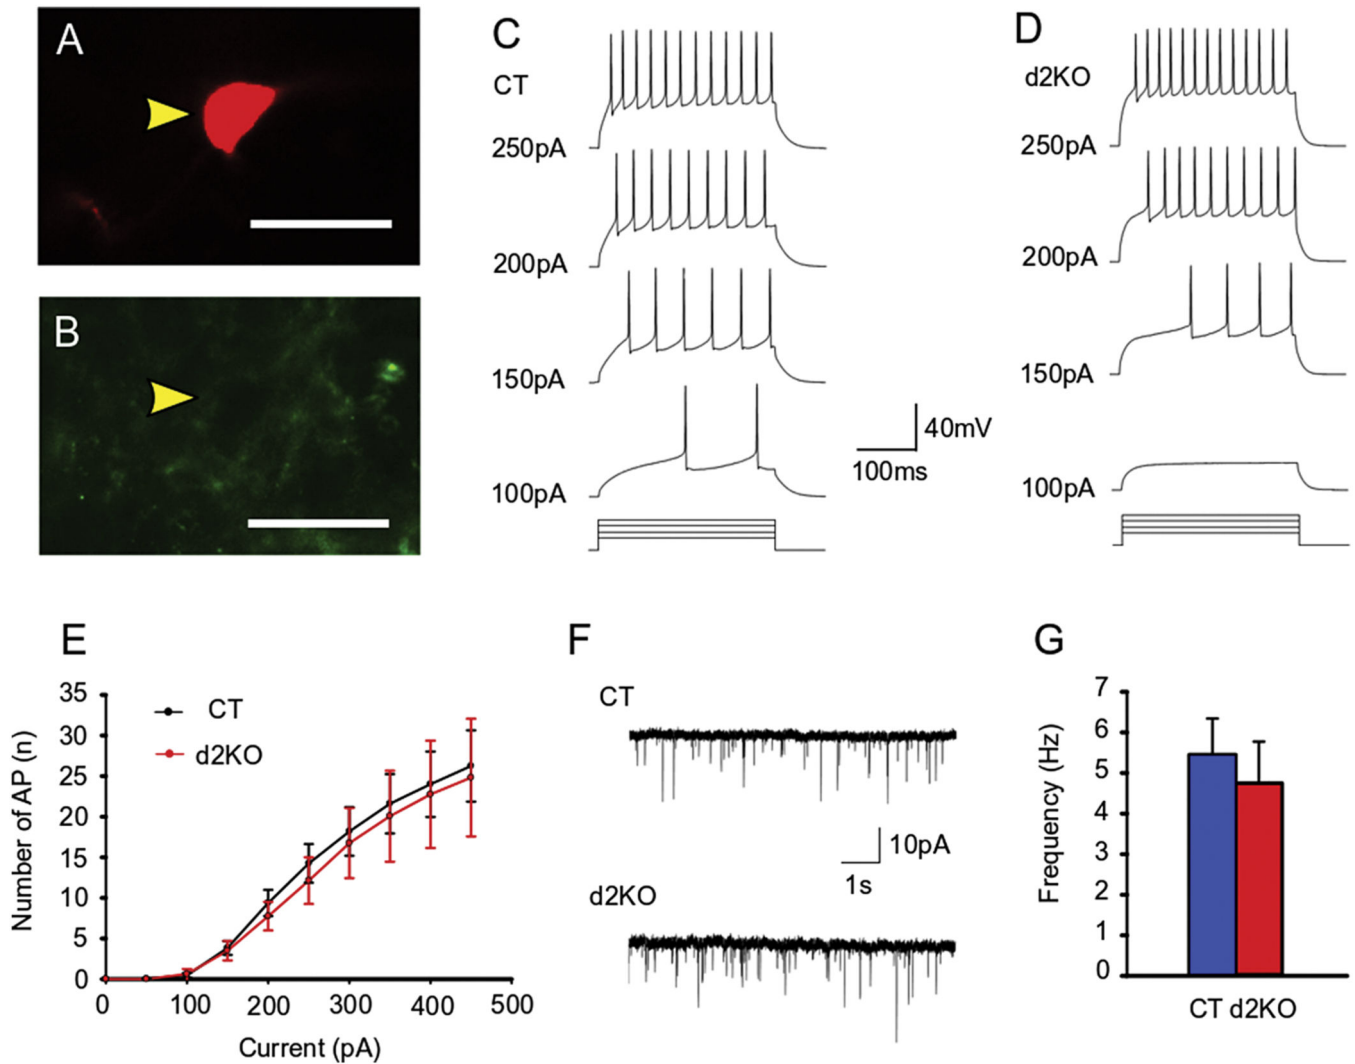 A
B
C
CT
250pA
200pA
150pA
100pA
40mV
100ms
D
d2KO
250pA
200pA
150pA
100pA
E
Number of AP (n)
35
30
25
20
15
10
5
0
CT
d2KO
0 100 200 300 400 500
Current (pA)
F
CT
10pA
1s
d2KO
G
Frequency (Hz)
7
6
5
4
3
2
1
0
CT d2KO